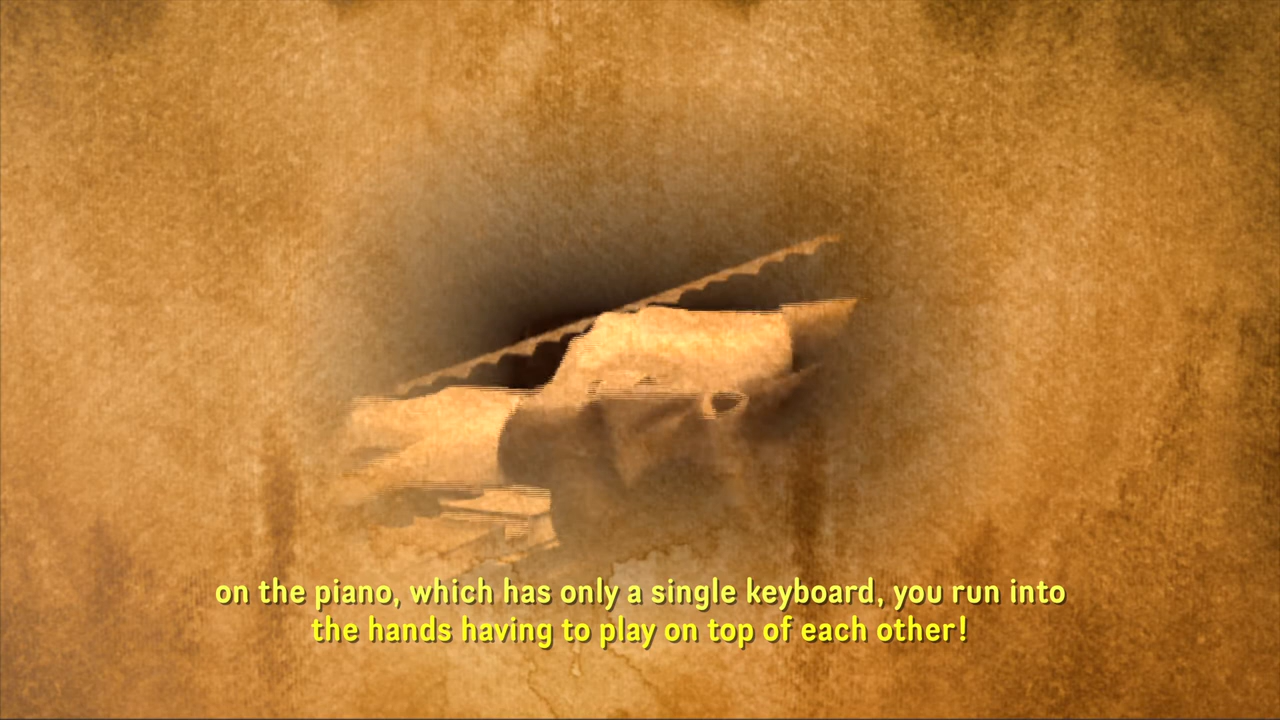 on the piano, which has only a single keyboard, you run into
the hands having to play on top of each other!